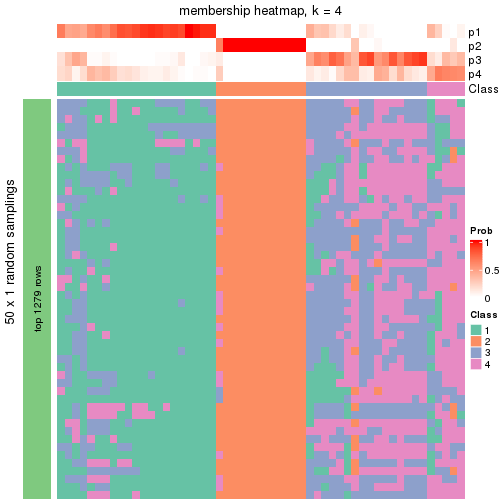 membership heatmap, k = 4
p1
p2
p3
p4
Class
50 x 1 random samplings
top 1279 rows
Prob
1
0.5
0
Class
1
2
3
4